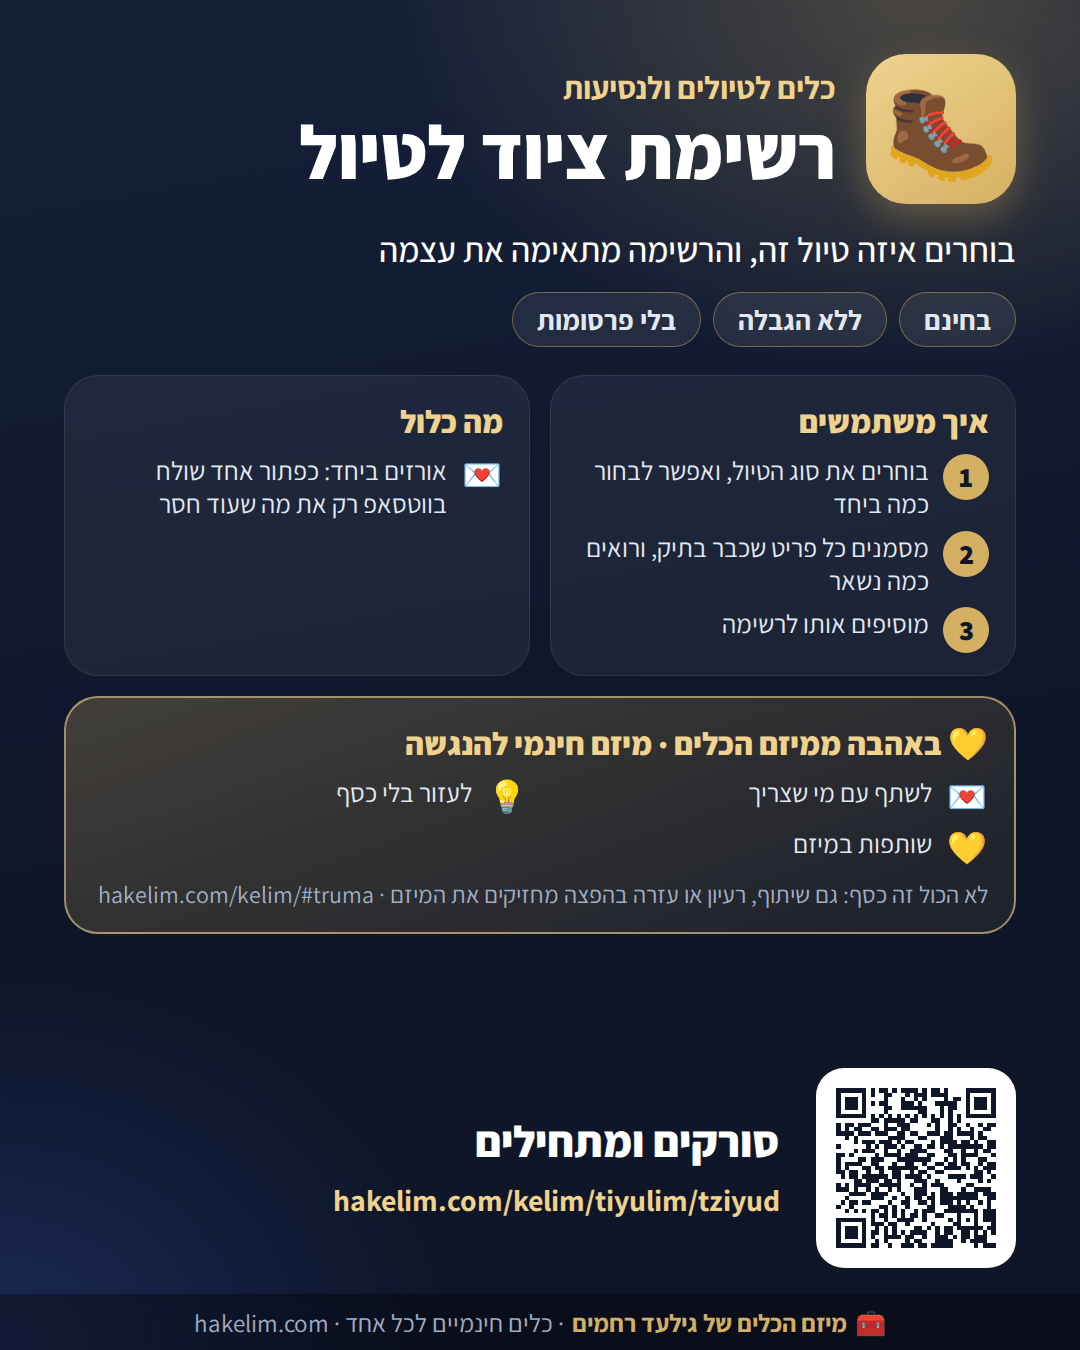 כלים לטיולים ולנסיעות
רשימת ציוד לטיול
בוחרים איזה טיול זה, והרשימה מתאימה את עצמה
בחינם
ללא הגבלה
בלי פרסומות
איך משתמשים
1 בוחרים את סוג הטיול, ואפשר לבחור
כמה ביחד
2 מסמנים כל פריט שכבר בתיק, ורואים
כמה נשאר
3 מוסיפים אותו לרשימה
מה כלול
אורזים ביחד: כפתור אחד שולח
בווטסאפ רק את מה שעוד חסר
באהבה ממיזם הכלים · מיזם חינמי להנגשה
לשתף עם מי שצריך
לעזור בלי כסף
שותפות במיזם
לא הכול זה כסף: גם שיתוף, רעיון או עזרה בהפצה מחזיקים את המיזם · hakelim.com/kelim/#truma
סורקים ומתחילים
hakelim.com/kelim/tiyulim/tziyud
מיזם הכלים של גילעד רחמים · כלים חינמיים לכל אחד · hakelim.com